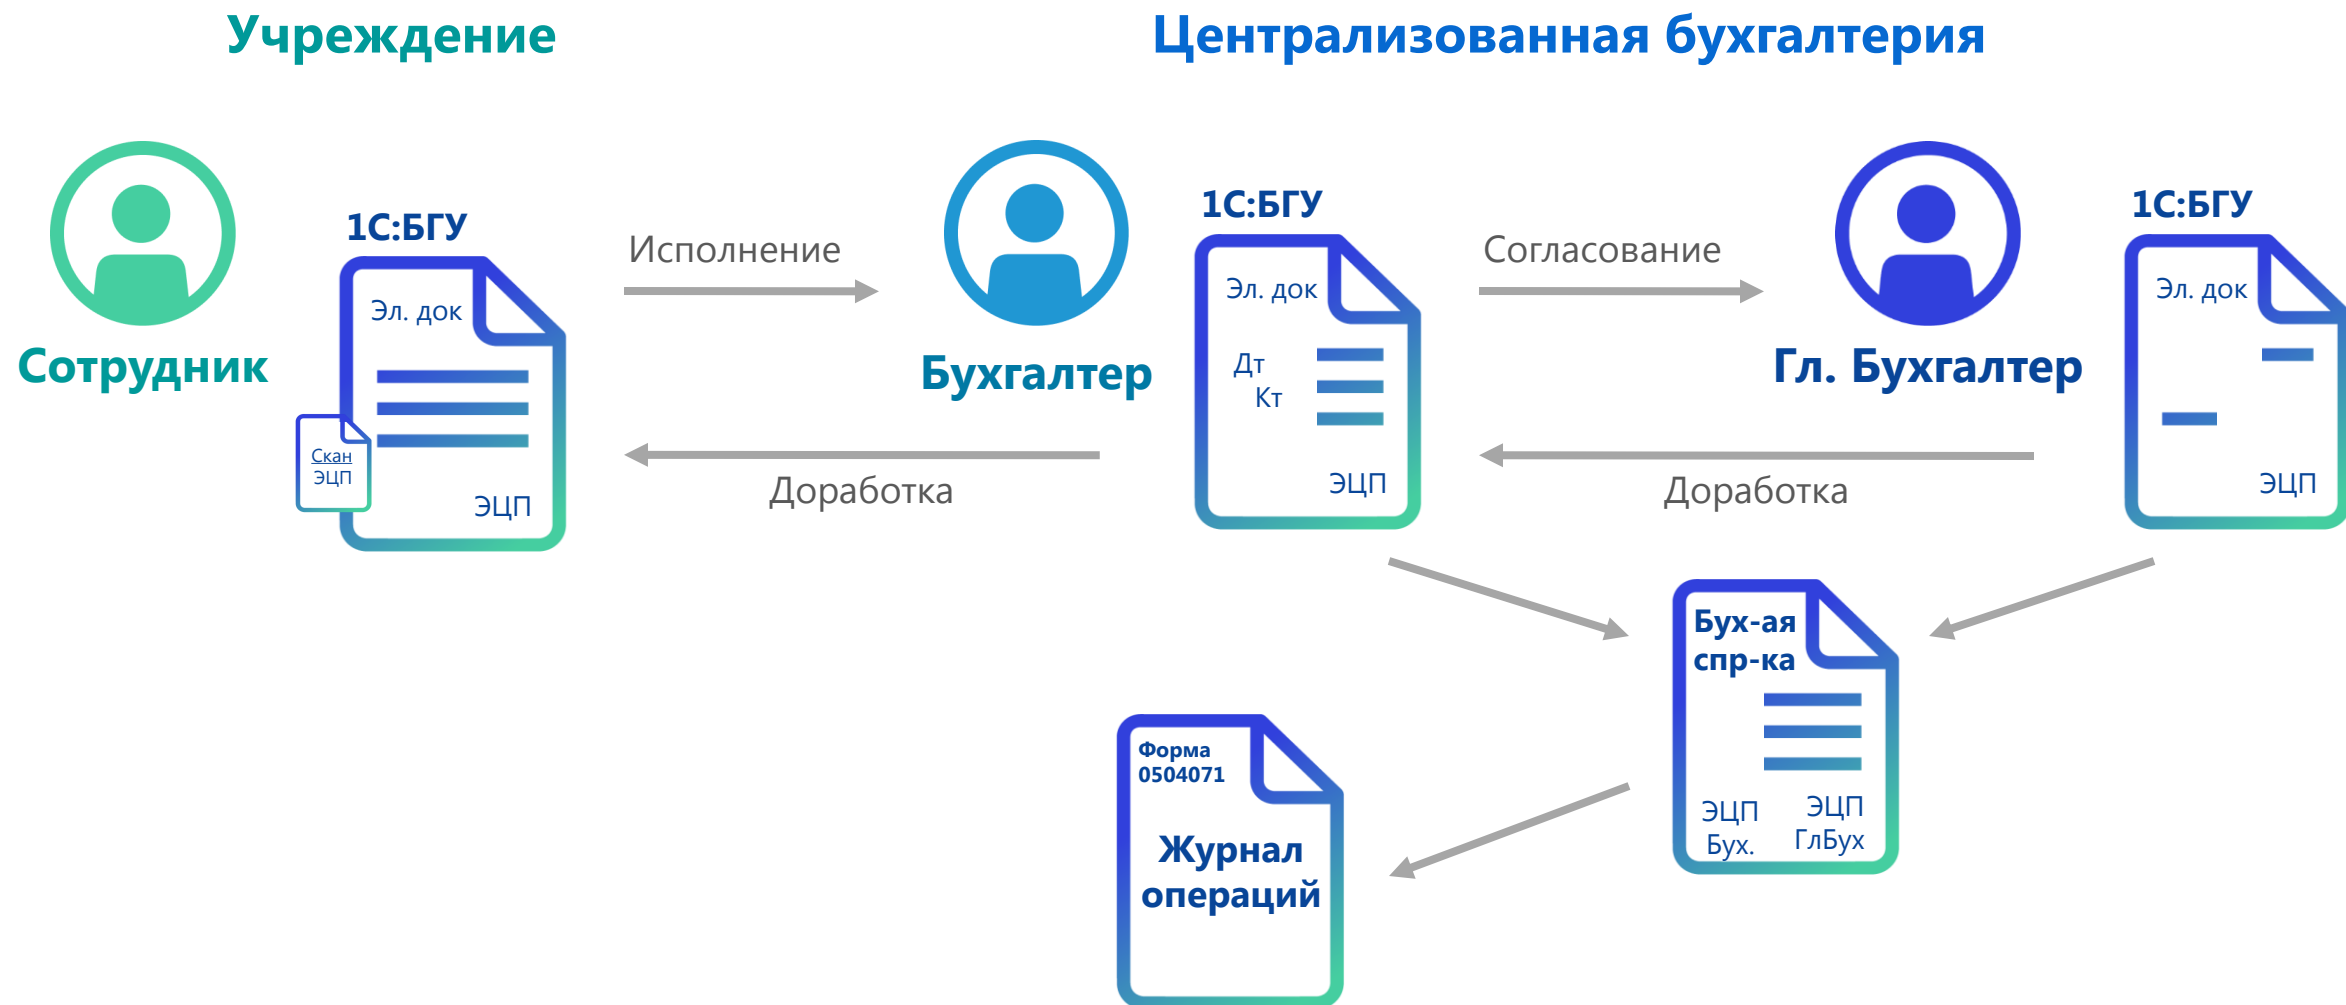 Учреждение
Централизованная бухгалтерия
Сотрудник
1С:БГУ
Эл. док
Скан
ЭЦП
ЭЦП
Исполнение
Доработка
Бухгалтер
1С:БГУ
Эл. док
Дт
Кт
ЭЦП
Согласование
Доработка
Гл. Бухгалтер
1С:БГУ
Эл. док
ЭЦП
Бух-ая
спр-ка
ЭЦП
Бух.
ЭЦП
ГлБух
Форма
0504071
Журнал
операций